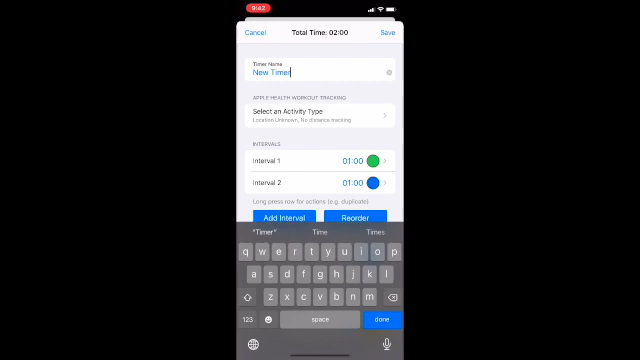 9:42
Cancel Total Time: 02:00 Save
Timer Name
New Timer
APPLE HEALTH WORKOUT TRACKING
Select an Activity Type
Location Unknown, No distance tracking
INTERVALS
Interval 1 01:00
Interval 2 01:00
Long press row for actions (e.g. duplicate)
Add Interval Reorder
"Timer" Time Times
q w e r t y u i o p
a s d f g h j k l
z x c v b n m
123 space done